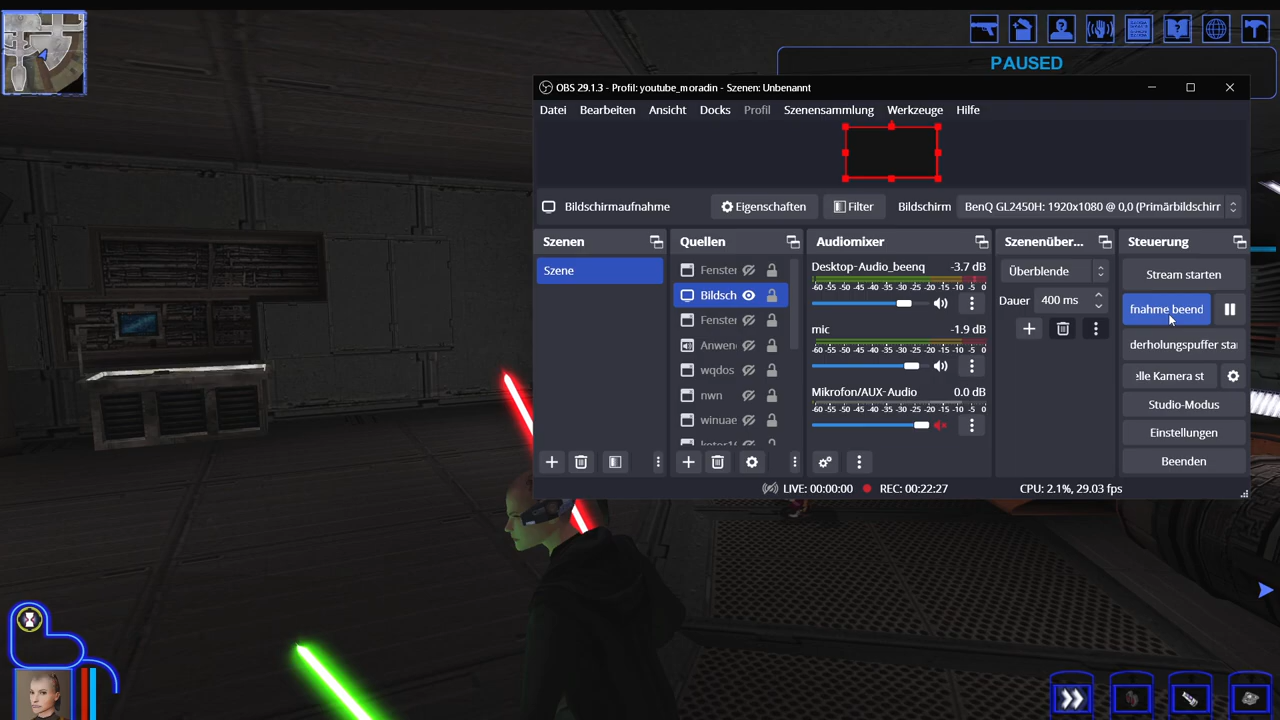 PAUSED
OBS 29.1.3 - Profil: youtube_moradin - Szenen: Unbenannt
Datei Bearbeiten Ansicht Docks Profil Szenensammlung Werkzeuge Hilfe
Bildschirmaufnahme Eigenschaften Filter Bildschirm BenQ GL2450H: 1920x1080 @ 0,0 (Primärbildschirr
Szenen
Szene
Quellen
Fenster
Bildsch
Fenster
Anwen
wqdos
nwn
winuae
Audiomixer
Desktop-Audio_beenq -3.7 dB
-60 -55 -50 -45 -40 -35 -30 -25 -20 -15 -10 -5 0
mic -1.9 dB
-60 -55 -50 -45 -40 -35 -30 -25 -20 -15 -10 -5 0
Mikrofon/AUX-Audio 0.0 dB
-60 -55 -50 -45 -40 -35 -30 -25 -20 -15 -10 -5 0
Szenenüber...
Überblende
Dauer 400 ms
Steuerung
Stream starten
fnahme beend
derholungspuffer sta
elle Kamera st
Studio-Modus
Einstellungen
Beenden
LIVE: 00:00:00 REC: 00:22:27 CPU: 2.1%, 29.03 fps